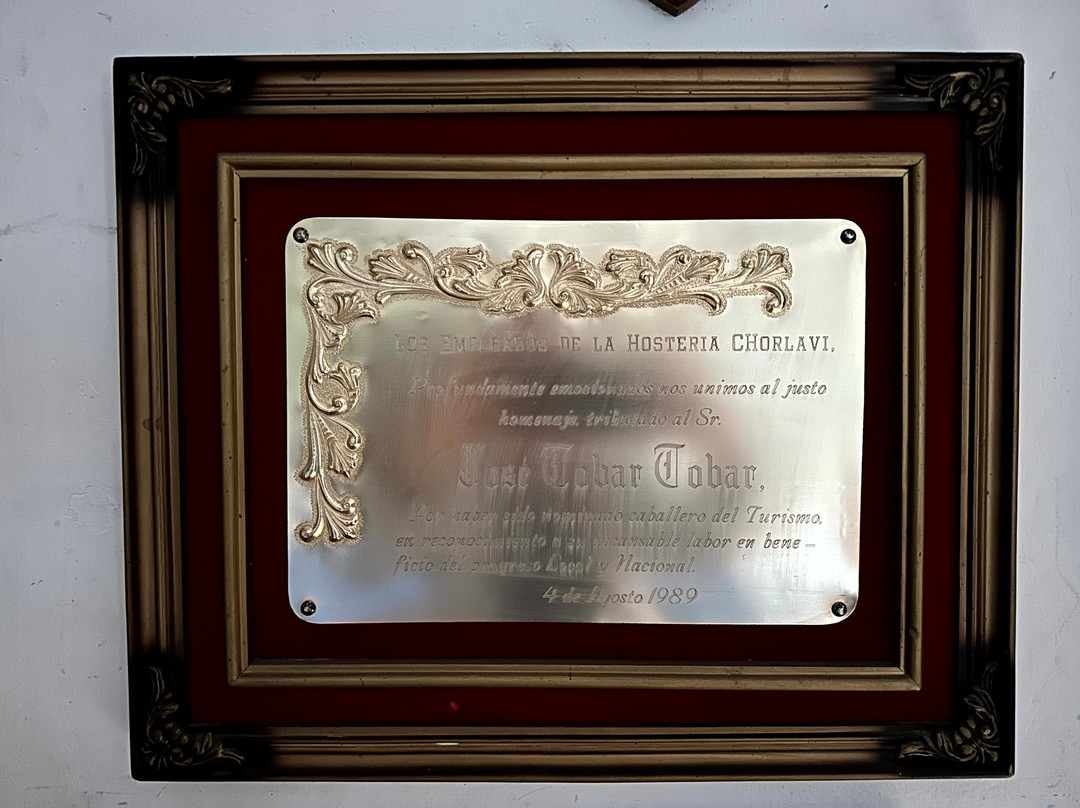 LOS EMPLEADOS DE LA HOSTERIA CHORLAVI,
Profundamente emocionados nos unimos al justo
homenaje, tributado al Sr.
José Tobar Tobar,
Por haber sido nominado caballero del Turismo,
en reconocimiento a su incansable labor en bene-
ficio del progreso Local y Nacional.
4 de Agosto 1989